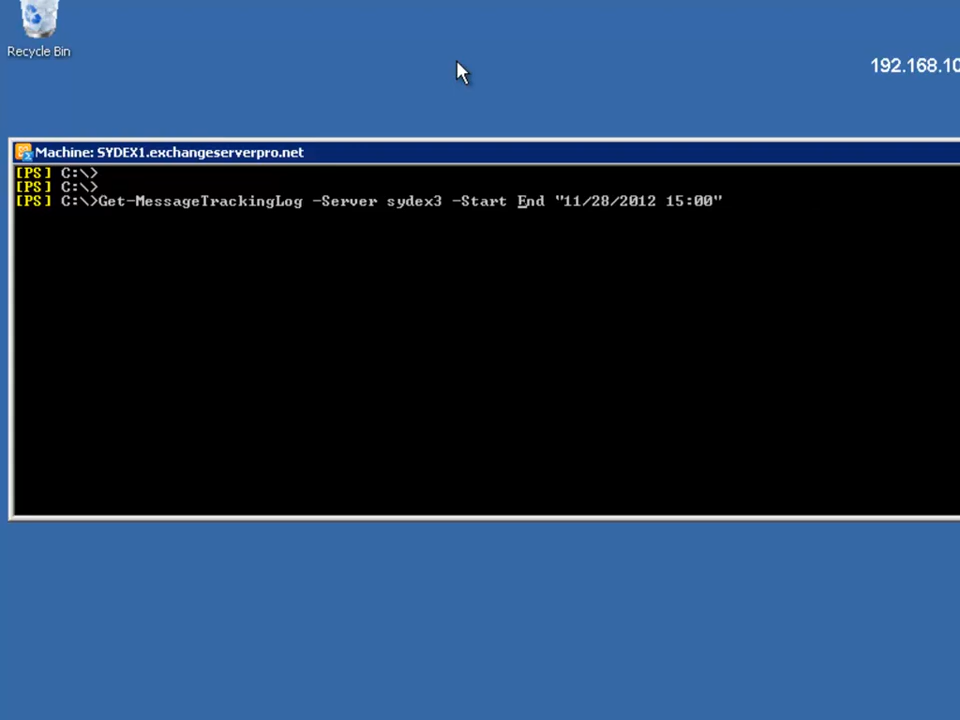 Recycle Bin
192.168.10
Machine: SYDEX1.exchangeserverpro.net
[PS] C:\>
[PS] C:\>
[PS] C:\>Get-MessageTrackingLog -Server sydex3 -Start End "11/28/2012 15:00"